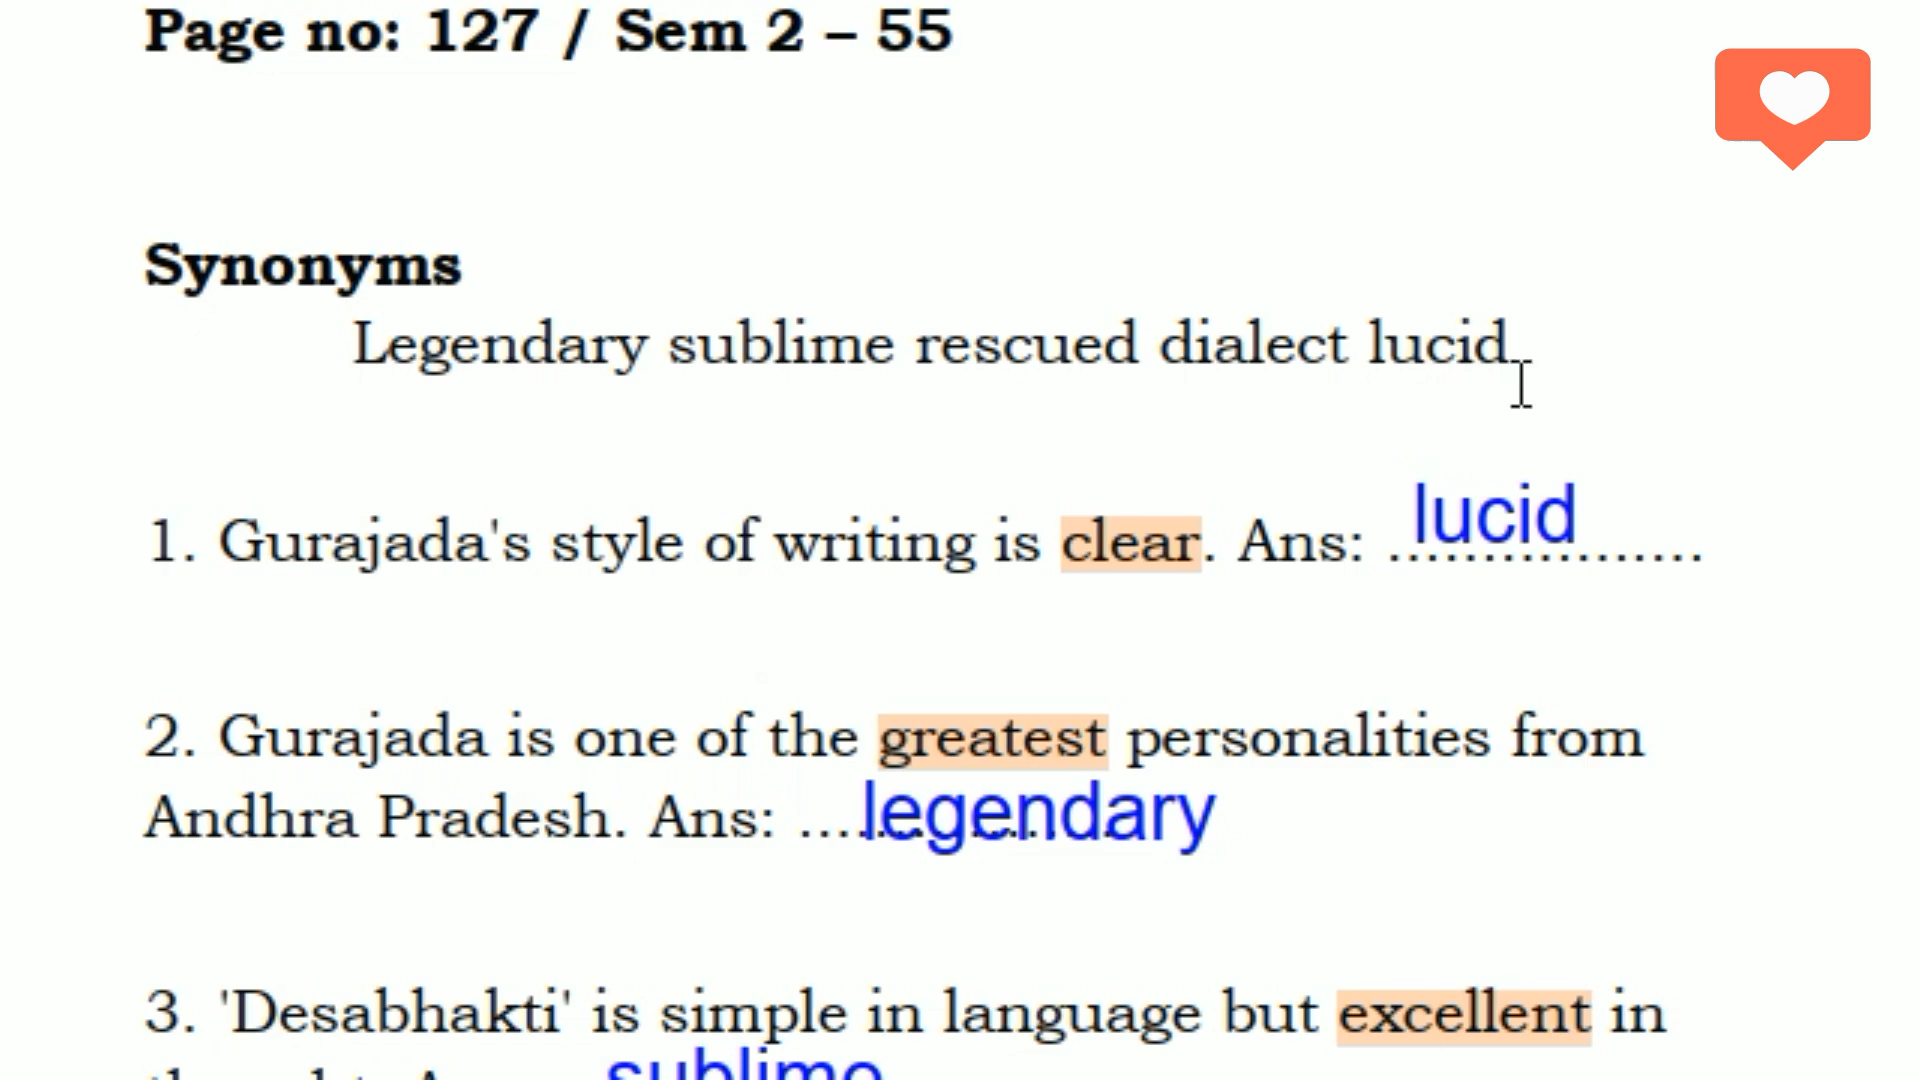 Page no: 127 / Sem 2 – 55
Synonyms
Legendary sublime rescued dialect lucid
1. Gurajada's style of writing is clear. Ans: lucid .................
2. Gurajada is one of the greatest personalities from
Andhra Pradesh. Ans: .... legendary
3. 'Desabhakti' is simple in language but excellent in
sublime